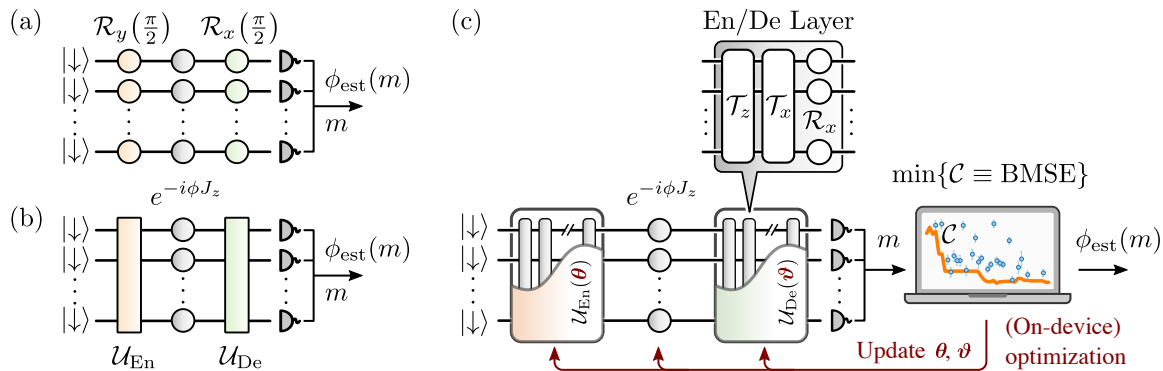 (a)
R_y(π/2) R_x(π/2)
|↓⟩
|↓⟩
|↓⟩
ϕ_est(m)
m
e^{-iϕJ_z}
(b)
|↓⟩
|↓⟩
|↓⟩
ϕ_est(m)
m
U_En U_De
(c)
En/De Layer
T_z T_x R_x
e^{-iϕJ_z}
|↓⟩
|↓⟩
|↓⟩
U_En(θ)
U_De(ϑ)
m
min{C ≡ BMSE}
C
ϕ_est(m)
Update θ, ϑ
(On-device)
optimization